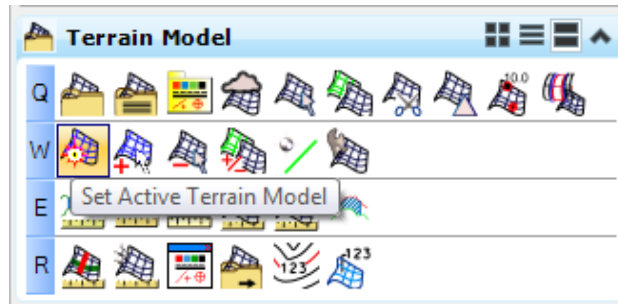 Terrain Model
Q 10.0
W
Set Active Terrain Model
E
R 123 123